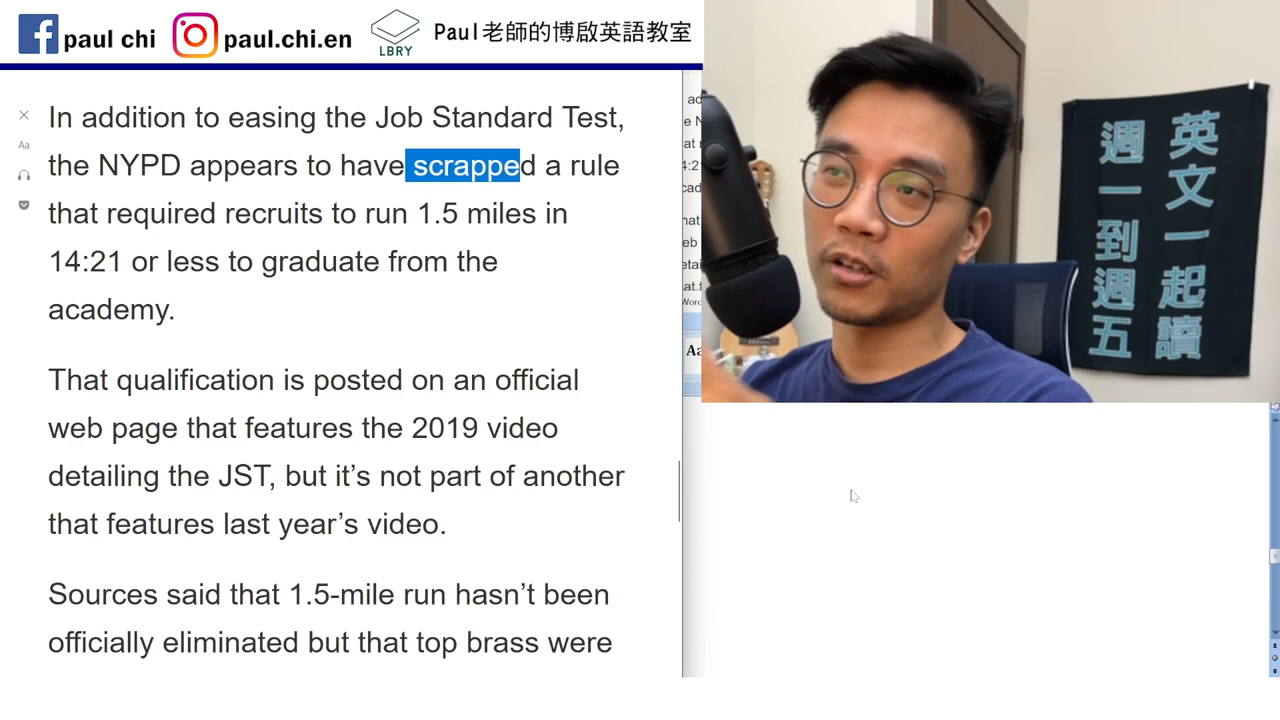 paul chi
paul.chi.en
LBRY
Paul老師的博啟英語教室
Aa
In addition to easing the Job Standard Test,
the NYPD appears to have scrapped a rule
that required recruits to run 1.5 miles in
14:21 or less to graduate from the
academy.
That qualification is posted on an official
web page that features the 2019 video
detailing the JST, but it’s not part of another
that features last year’s video.
Sources said that 1.5-mile run hasn’t been
officially eliminated but that top brass were
英文一起讀
週一到週五